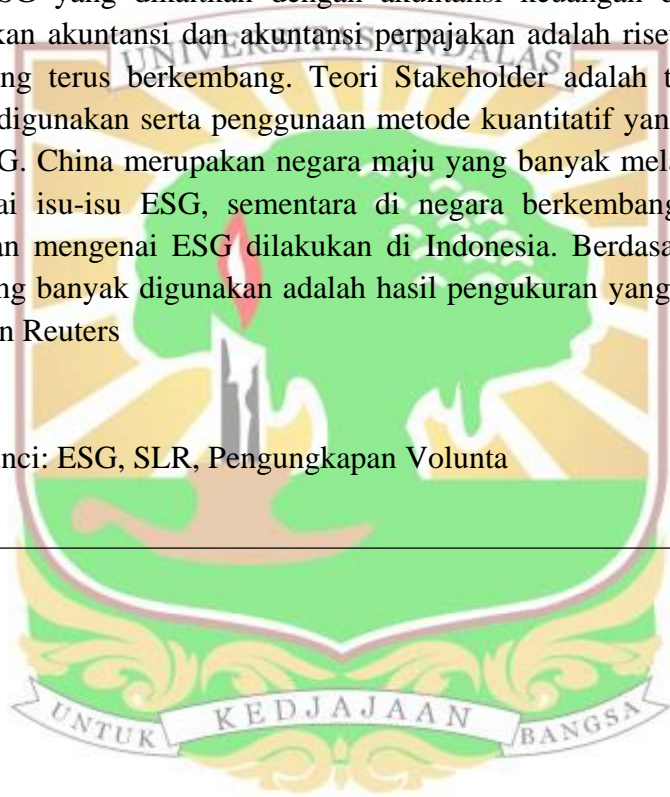 SG yang dikaitkan dengan akuntansi keuangan
kan akuntansi dan akuntansi perpajakan adalah riset
UNIVERSITAS ANDALAS
ng terus berkembang. Teori Stakeholder adalah
digunakan serta penggunaan metode kuantitatif yan
G. China merupakan negara maju yang banyak mela
ai isu-isu ESG, sementara di negara berkembang
an mengenai ESG dilakukan di Indonesia. Berdasa
ng banyak digunakan adalah hasil pengukuran yang
n Reuters
nci: ESG, SLR, Pengungkapan Volunta
UNTUK KEDJAJAAN BANGSA